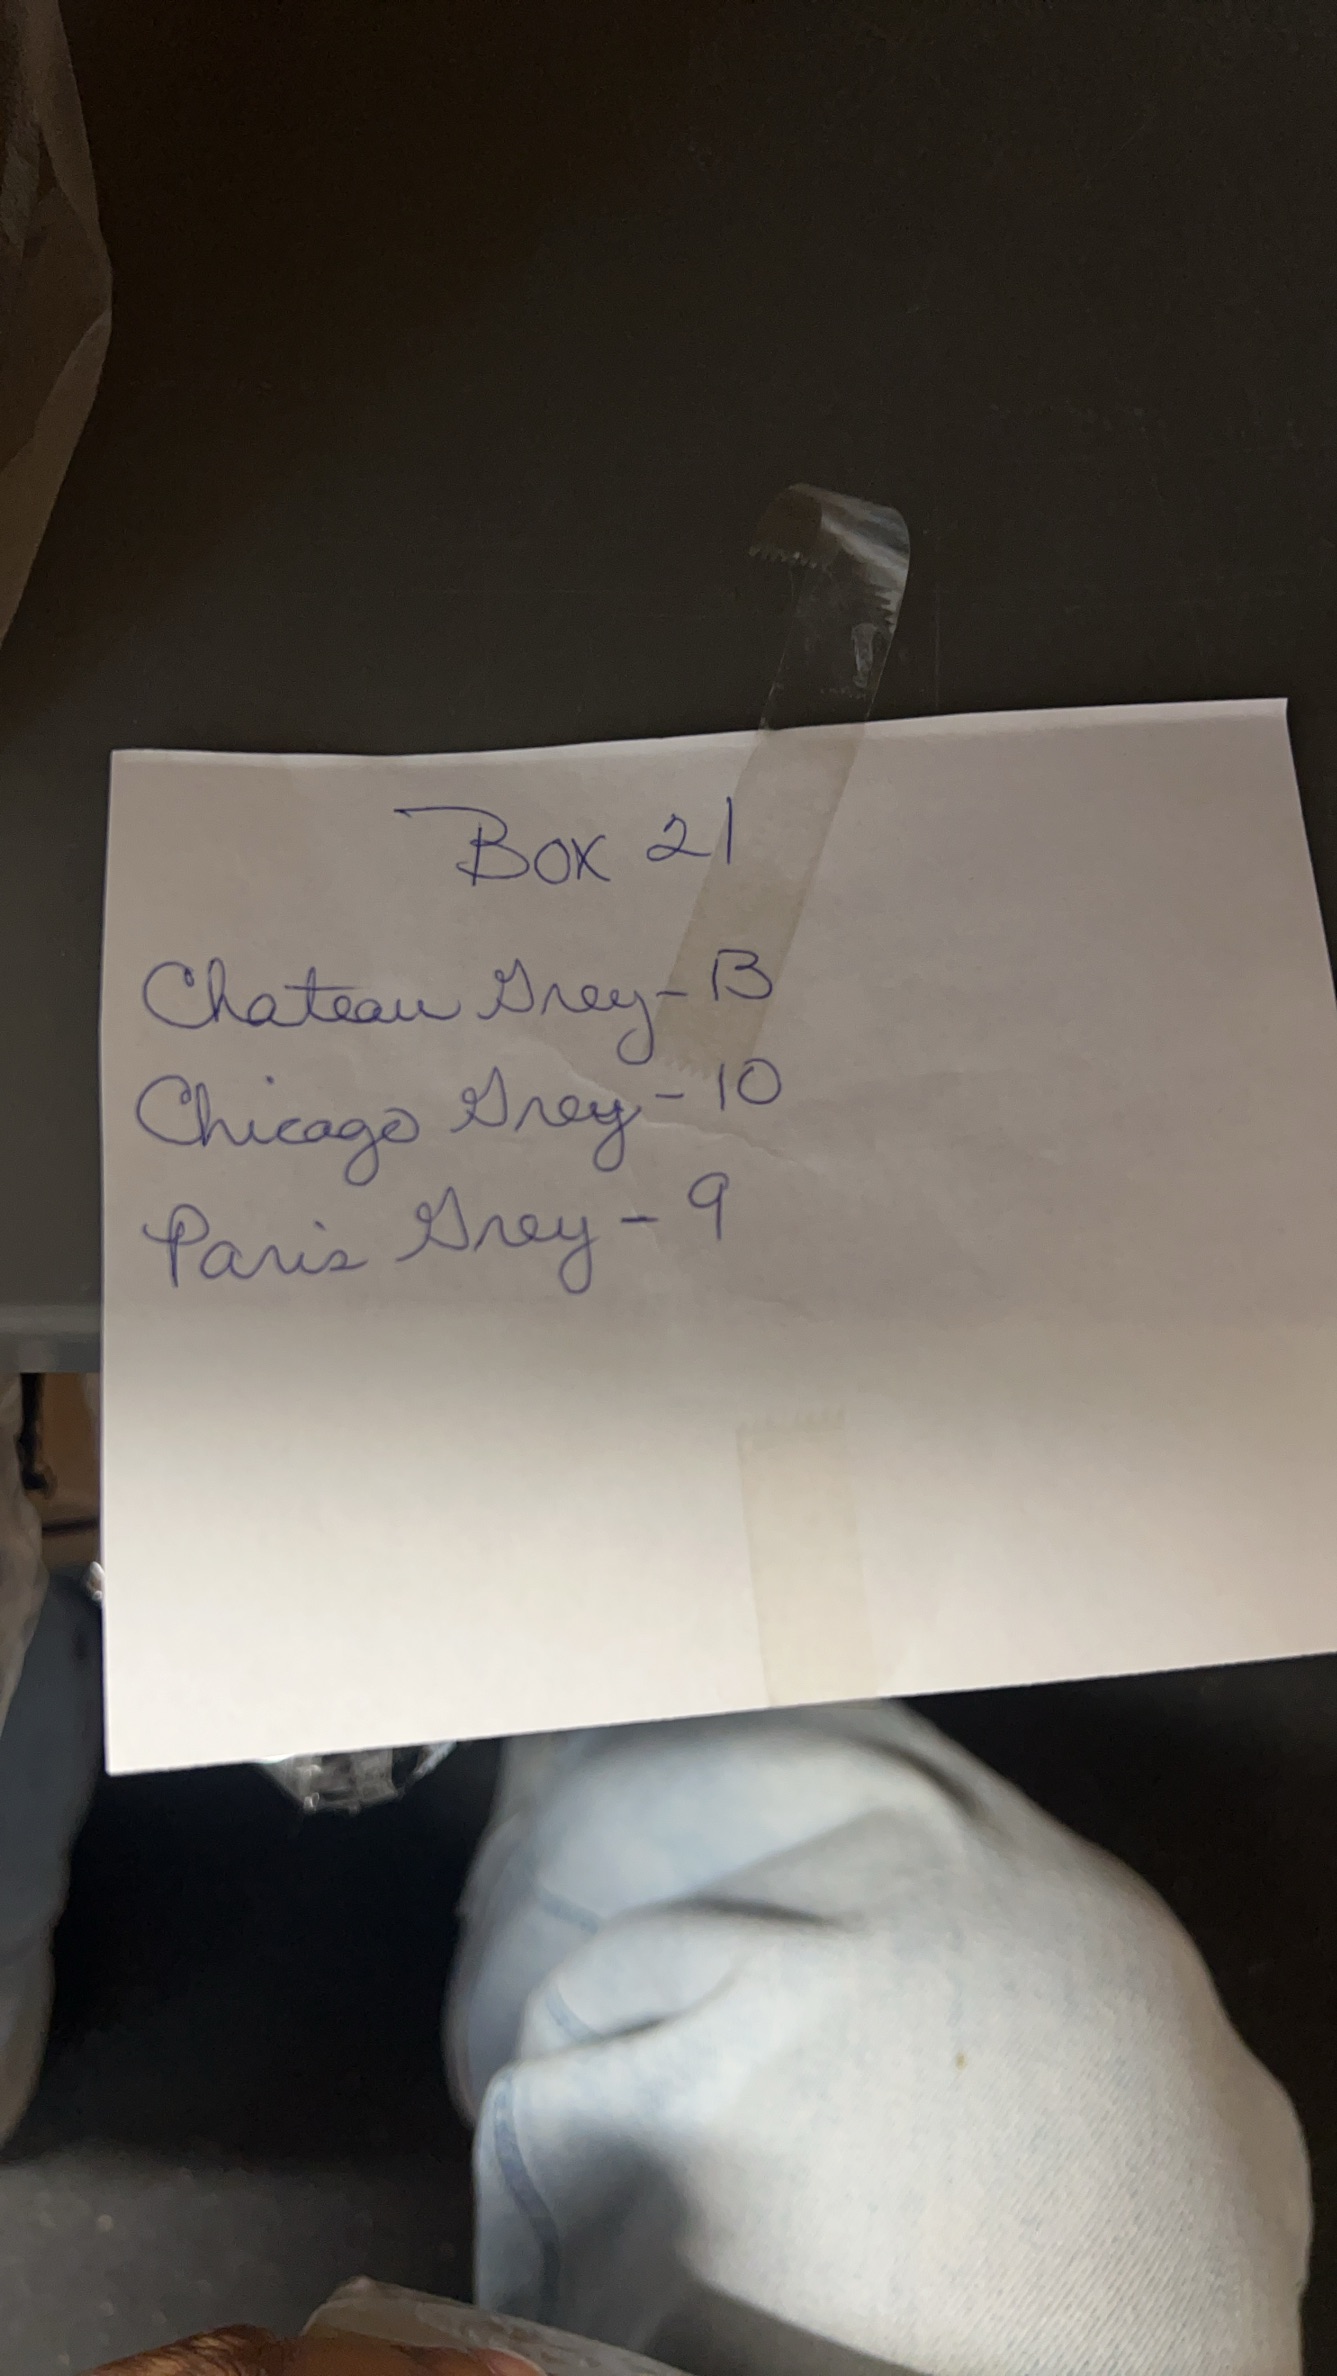 Box 21
Chateau Grey - 13
Chicago Grey - 10
Paris Grey - 9